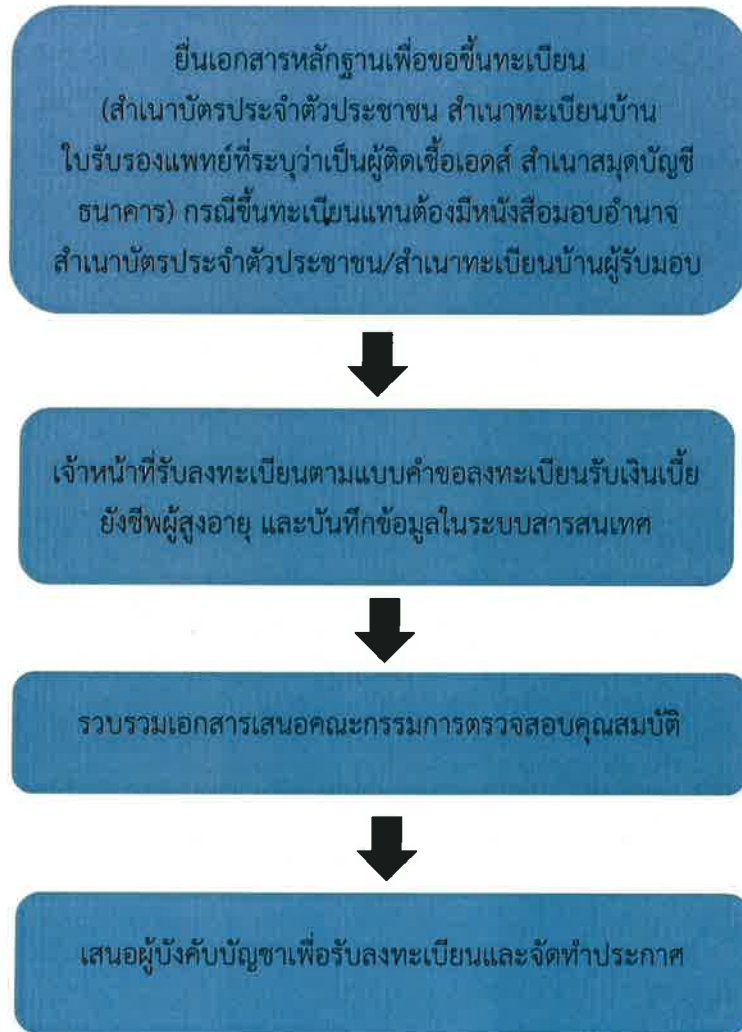 ยื่นเอกสารหลักฐานเพื่อขอขึ้นทะเบียน
(สำเนาบัตรประจำตัวประชาชน สำเนาทะเบียนบ้าน
ใบรับรองแพทย์ที่ระบุว่าเป็นผู้ติดเชื้อเอดส์ สำเนาสมุดบัญชี
ธนาคาร) กรณีขึ้นทะเบียนแทนต้องมีหนังสือมอบอำนาจ
สำเนาบัตรประจำตัวประชาชน/สำเนาทะเบียนบ้านผู้รับมอบ
เจ้าหน้าที่รับลงทะเบียนตามแบบคำขอลงทะเบียนรับเงินเบี้ย
ยังชีพผู้สูงอายุ และบันทึกข้อมูลในระบบสารสนเทศ
รวบรวมเอกสารเสนอคณะกรรมการตรวจสอบคุณสมบัติ
เสนอผู้บังคับบัญชาเพื่อรับลงทะเบียนและจัดทำประกาศ